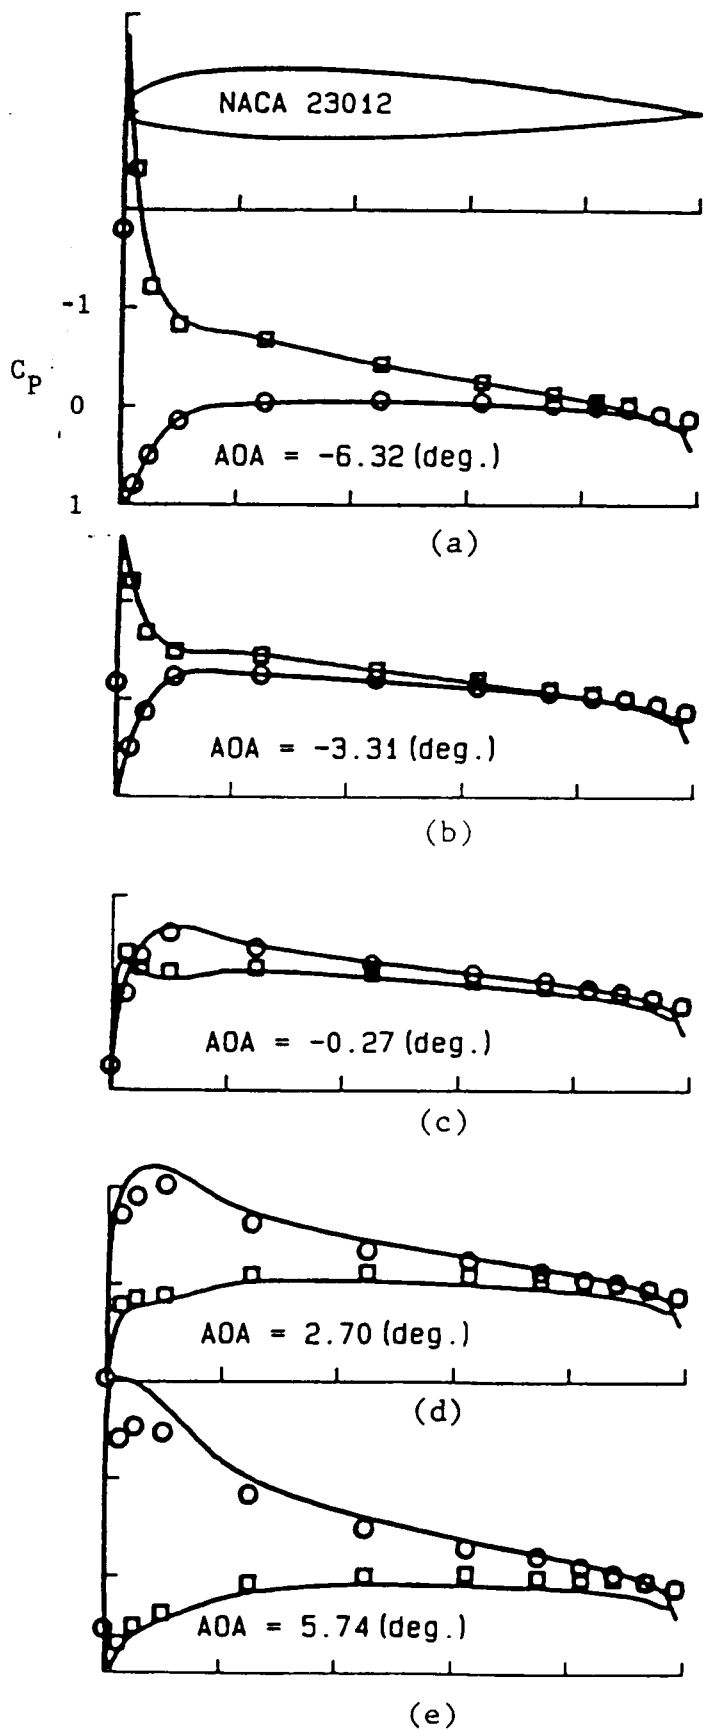 NACA 23012
-1
Cp
0
AOA = -6.32 (deg.)
1
(a)
AOA = -3.31 (deg.)
(b)
AOA = -0.27 (deg.)
(c)
AOA = 2.70 (deg.)
(d)
AOA = 5.74 (deg.)
(e)